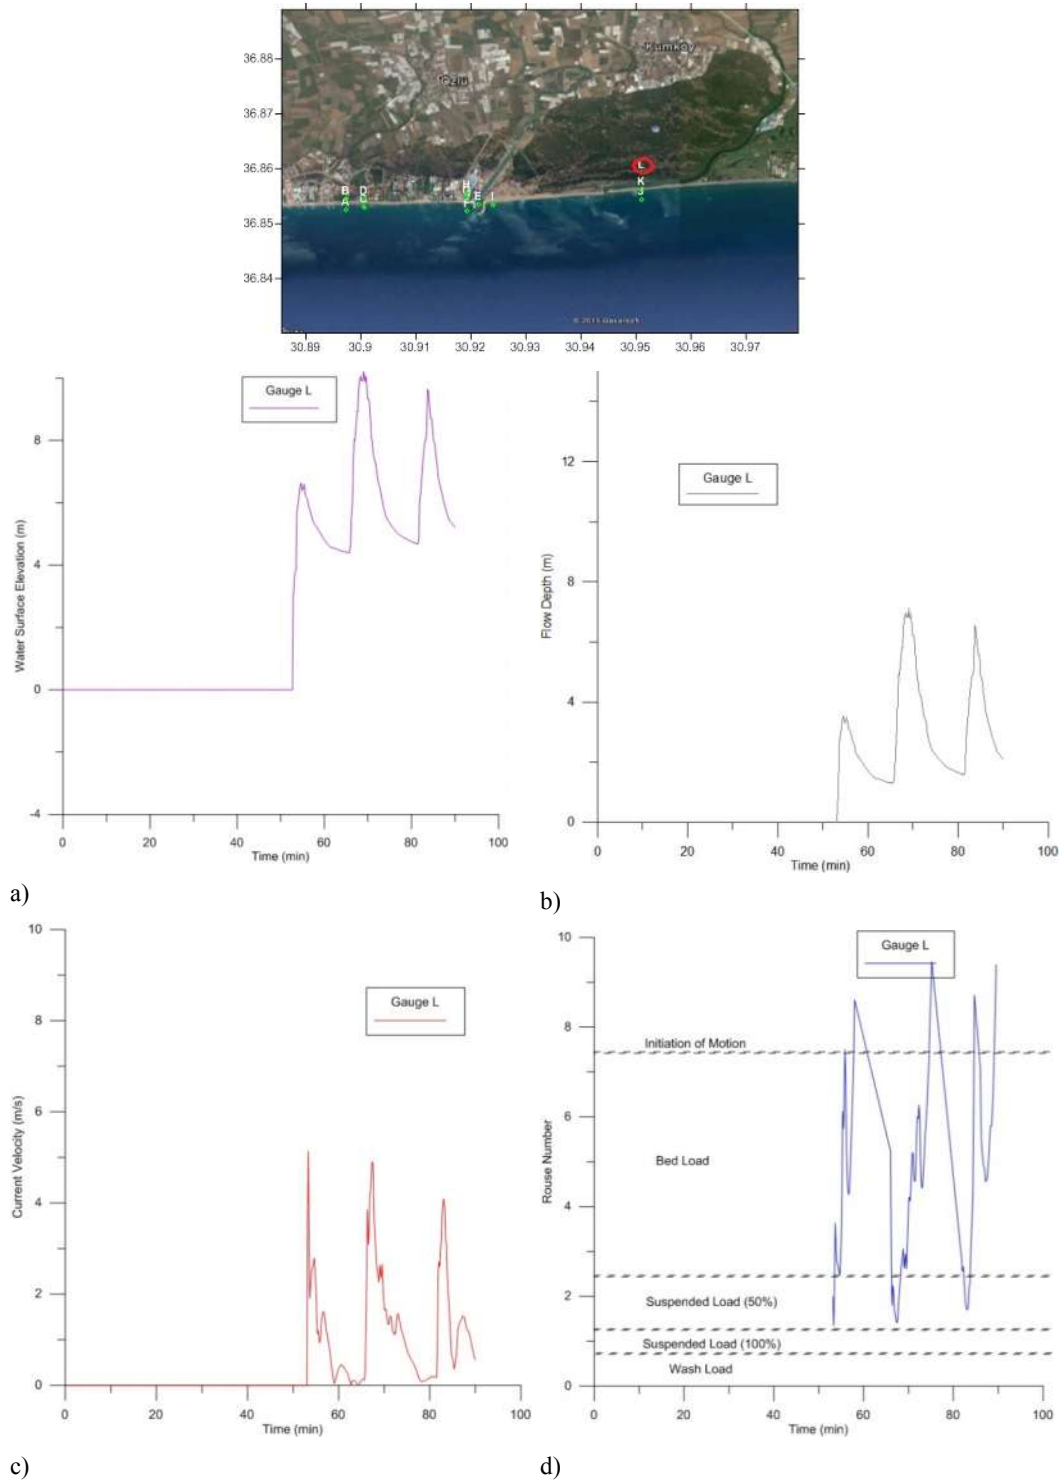 36.88
Kumköy
36.87
36.86
L
K
J
B D
A C
H
E I
F
36.85
36.84
30.89 30.9 30.91 30.92 30.93 30.94 30.95 30.96 30.97
Gauge L
8
4
0
-4
Water Surface Elevation (m)
0 20 40 60 80 100
Time (min)
a)
Gauge L
12
8
4
0
Flow Depth (m)
0 20 40 60 80 100
Time (min)
b)
Gauge L
10
8
6
4
2
0
Current Velocity (m/s)
0 20 40 60 80 100
Time (min)
c)
Gauge L
10
8
6
4
2
0
Rouse Number
Initiation of Motion
Bed Load
Suspended Load (50%)
Suspended Load (100%)
Wash Load
0 20 40 60 80 100
Time (min)
d)